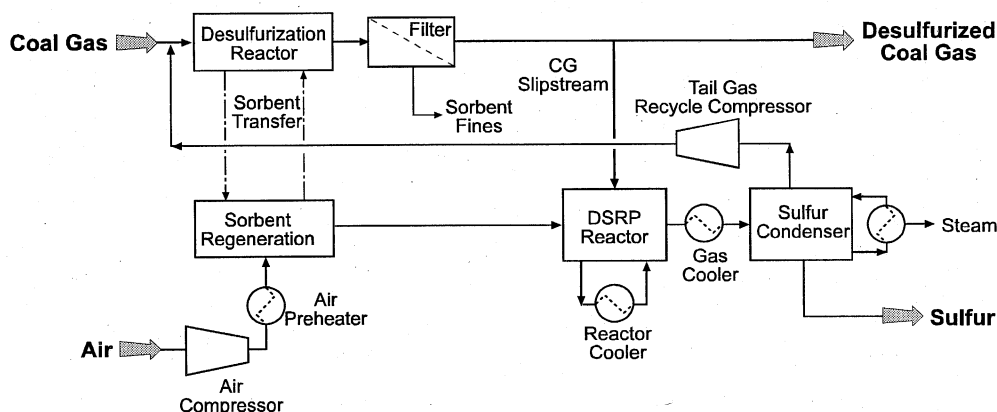 Coal Gas
Desulfurization
Reactor
Filter
Desulfurized
Coal Gas
CG
Slipstream
Tail Gas
Recycle Compressor
Sorbent
Transfer
Sorbent
Fines
Sorbent
Regeneration
DSRP
Reactor
Sulfur
Condenser
Steam
Gas
Cooler
Air
Preheater
Reactor
Cooler
Sulfur
Air
Air
Compressor